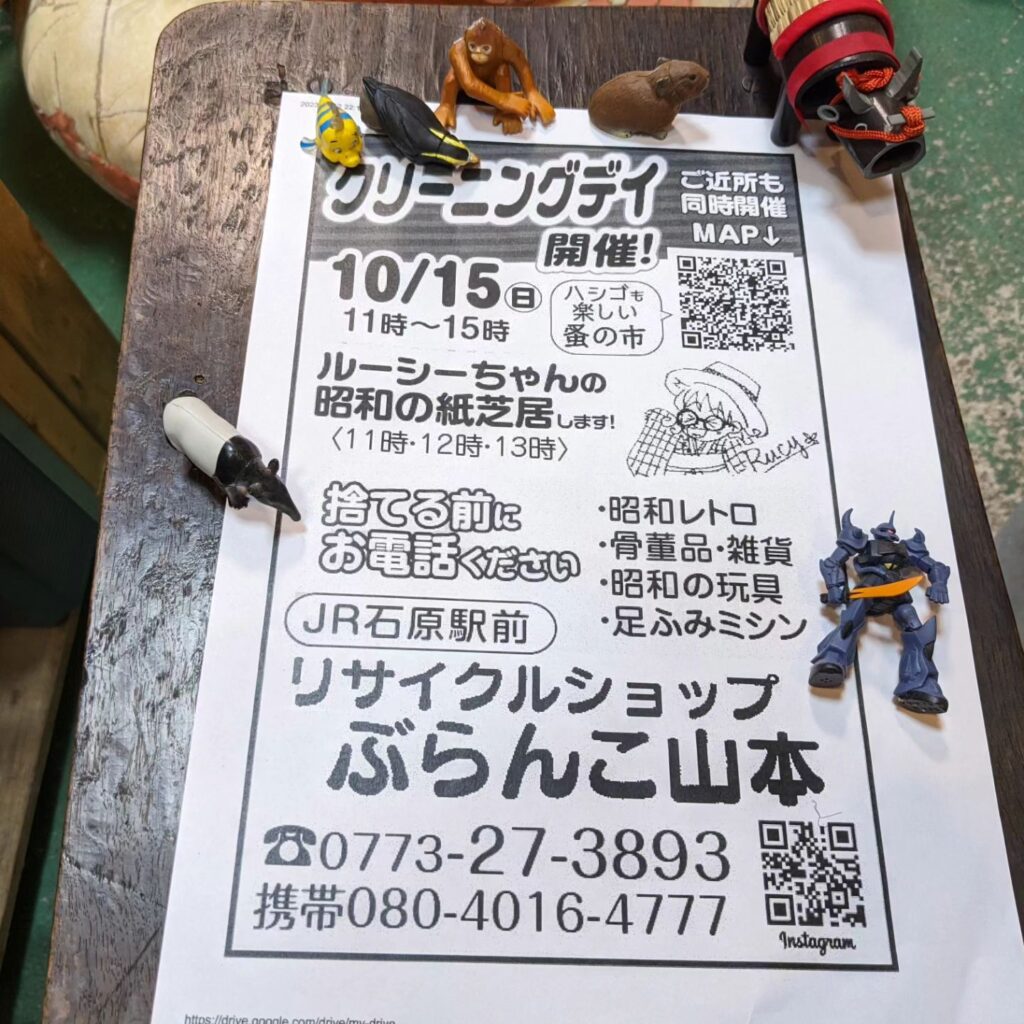 クリーニングデイ
開催!
ご近所も
同時開催
MAP↓
10/15㊐
11時～15時
ハシゴも
楽しい
蚤の市
ルーシーちゃんの
昭和の紙芝居します!
〈11時・12時・13時〉
Rucy
捨てる前に
お電話ください
・昭和レトロ
・骨董品・雑貨
・昭和の玩具
・足ふみミシン
JR石原駅前
リサイクルショップ
ぶらんこ山本
☎0773-27-3893
携帯080-4016-4777
Instagram
https://drive.google.com/drive/my-drive